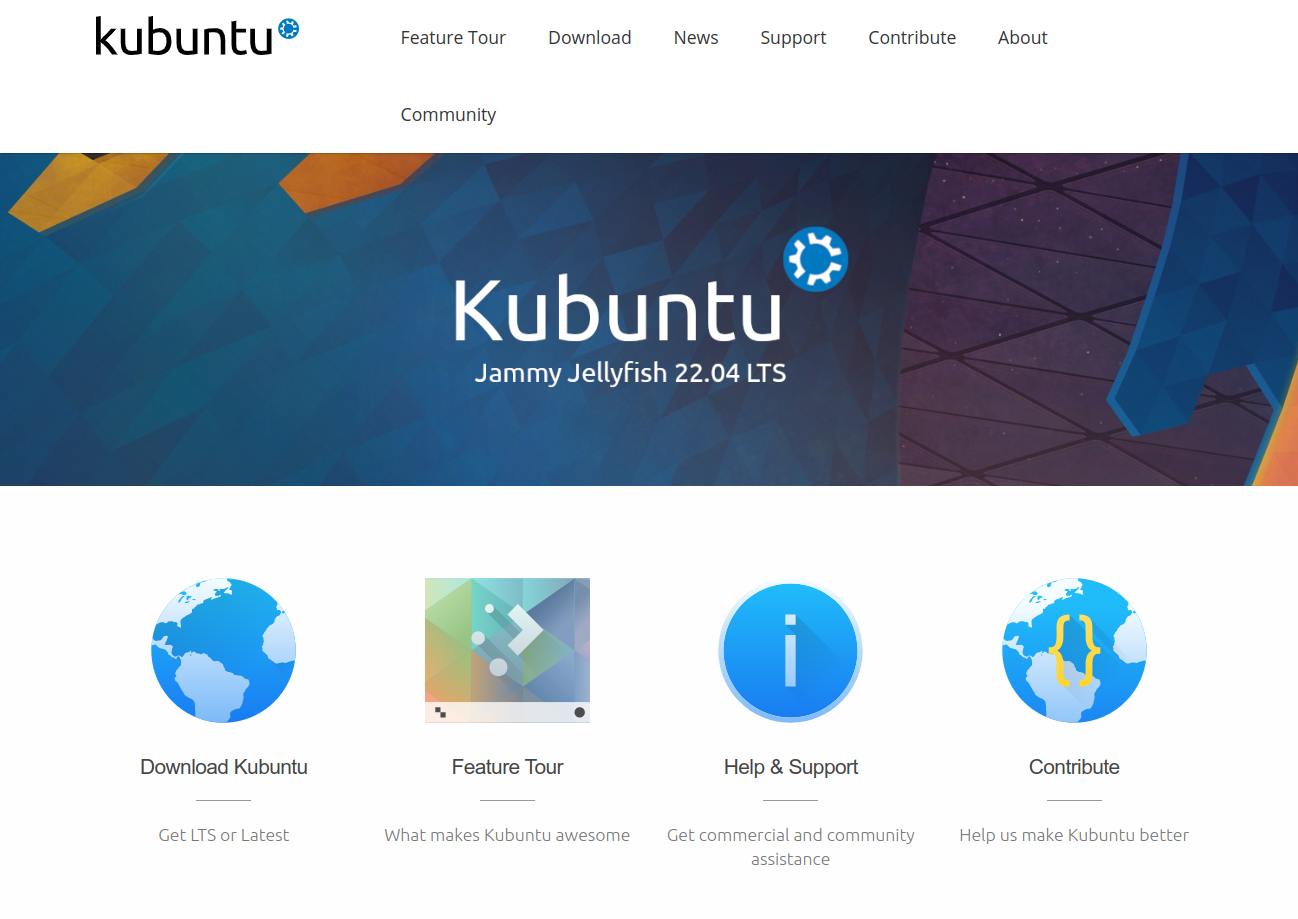 kubuntu
Feature Tour Download News Support Contribute About
Community
Kubuntu
Jammy Jellyfish 22.04 LTS
i
{}
Download Kubuntu
Get LTS or Latest
Feature Tour
What makes Kubuntu awesome
Help & Support
Get commercial and community
assistance
Contribute
Help us make Kubuntu better